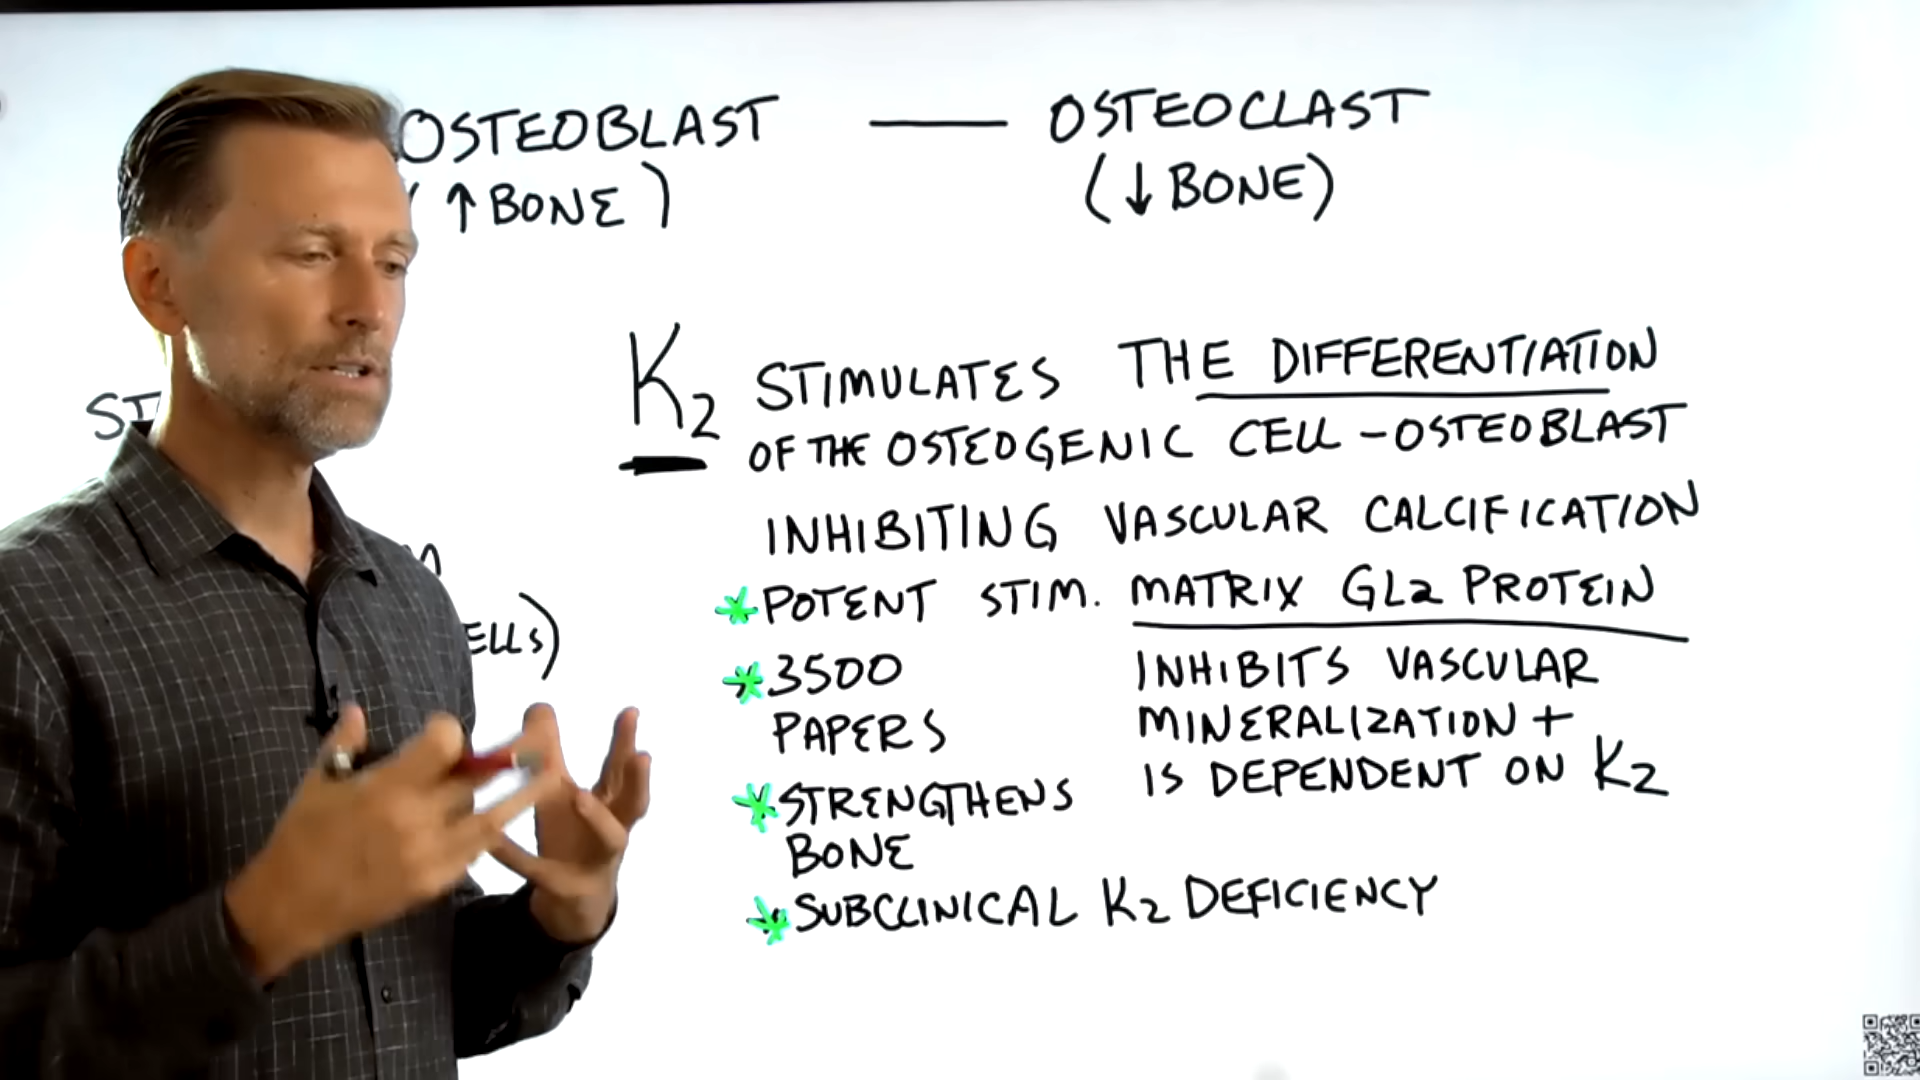 OSTEOBLAST — OSTEOCLAST
(↑ BONE) (↓ BONE)
K2 STIMULATES THE DIFFERENTIATION
OF THE OSTEOGENIC CELL - OSTEOBLAST
INHIBITING VASCULAR CALCIFICATION
* POTENT STIM. MATRIX GLa PROTEIN
INHIBITS VASCULAR
MINERALIZATION +
IS DEPENDENT ON K2
* 3500
PAPERS
* STRENGTHENS
BONE
* SUBCLINICAL K2 DEFICIENCY